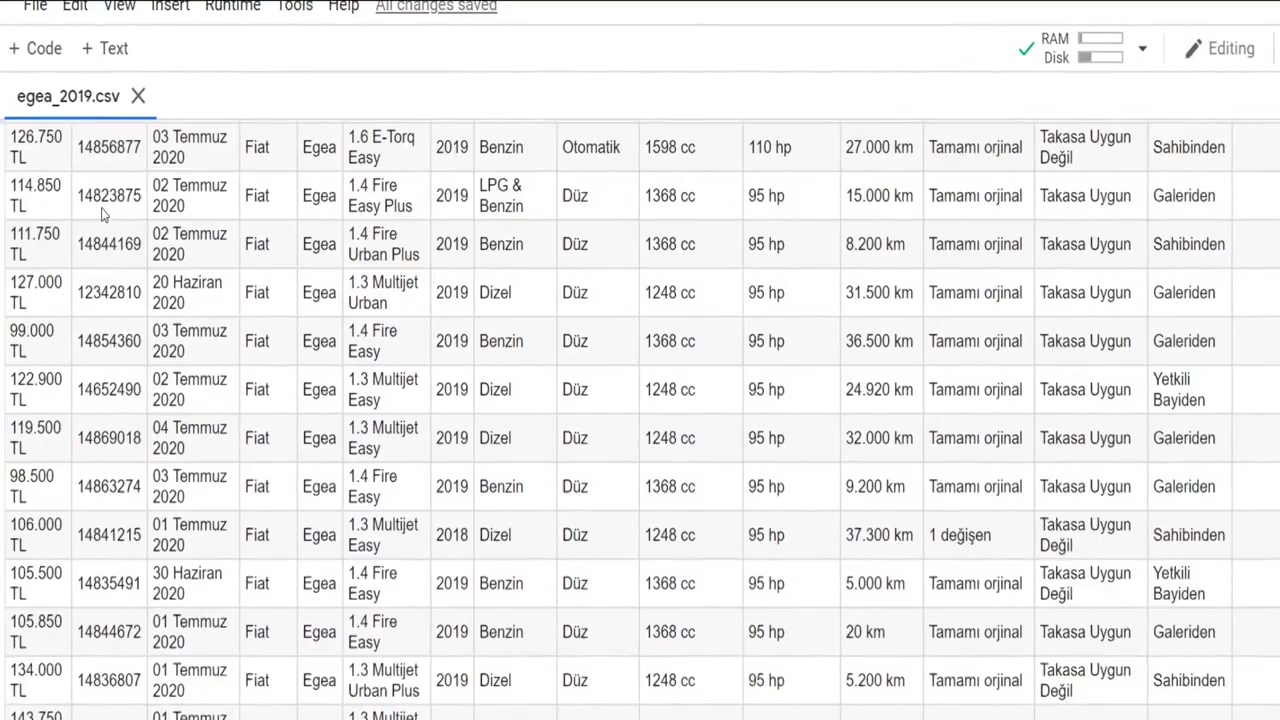 File Edit View Insert Runtime Tools Help All changes saved
+ Code + Text RAM Disk Editing
egea_2019.csv
126.750 TL 14856877 03 Temmuz 2020 Fiat Egea 1.6 E-Torq Easy 2019 Benzin Otomatik 1598 cc 110 hp 27.000 km Tamamı orjinal Takasa Uygun Değil Sahibinden
114.850 TL 14823875 02 Temmuz 2020 Fiat Egea 1.4 Fire Easy Plus 2019 LPG & Benzin Düz 1368 cc 95 hp 15.000 km Tamamı orjinal Takasa Uygun Galeriden
111.750 TL 14844169 02 Temmuz 2020 Fiat Egea 1.4 Fire Urban Plus 2019 Benzin Düz 1368 cc 95 hp 8.200 km Tamamı orjinal Takasa Uygun Sahibinden
127.000 TL 12342810 20 Haziran 2020 Fiat Egea 1.3 Multijet Urban 2019 Dizel Düz 1248 cc 95 hp 31.500 km Tamamı orjinal Takasa Uygun Galeriden
99.000 TL 14854360 03 Temmuz 2020 Fiat Egea 1.4 Fire Easy 2019 Benzin Düz 1368 cc 95 hp 36.500 km Tamamı orjinal Takasa Uygun Galeriden
122.900 TL 14652490 02 Temmuz 2020 Fiat Egea 1.3 Multijet Easy 2019 Dizel Düz 1248 cc 95 hp 24.920 km Tamamı orjinal Takasa Uygun Yetkili Bayiden
119.500 TL 14869018 04 Temmuz 2020 Fiat Egea 1.3 Multijet Easy 2019 Dizel Düz 1248 cc 95 hp 32.000 km Tamamı orjinal Takasa Uygun Galeriden
98.500 TL 14863274 03 Temmuz 2020 Fiat Egea 1.4 Fire Easy 2019 Benzin Düz 1368 cc 95 hp 9.200 km Tamamı orjinal Takasa Uygun Galeriden
106.000 TL 14841215 01 Temmuz 2020 Fiat Egea 1.3 Multijet Easy 2018 Dizel Düz 1248 cc 95 hp 37.300 km 1 değişen Takasa Uygun Değil Sahibinden
105.500 TL 14835491 30 Haziran 2020 Fiat Egea 1.4 Fire Easy 2019 Benzin Düz 1368 cc 95 hp 5.000 km Tamamı orjinal Takasa Uygun Değil Yetkili Bayiden
105.850 TL 14844672 01 Temmuz 2020 Fiat Egea 1.4 Fire Easy 2019 Benzin Düz 1368 cc 95 hp 20 km Tamamı orjinal Takasa Uygun Galeriden
134.000 TL 14836807 01 Temmuz 2020 Fiat Egea 1.3 Multijet Urban Plus 2019 Dizel Düz 1248 cc 95 hp 5.200 km Tamamı orjinal Takasa Uygun Değil Sahibinden
143.750 01 Temmuz 1.3 Multijet